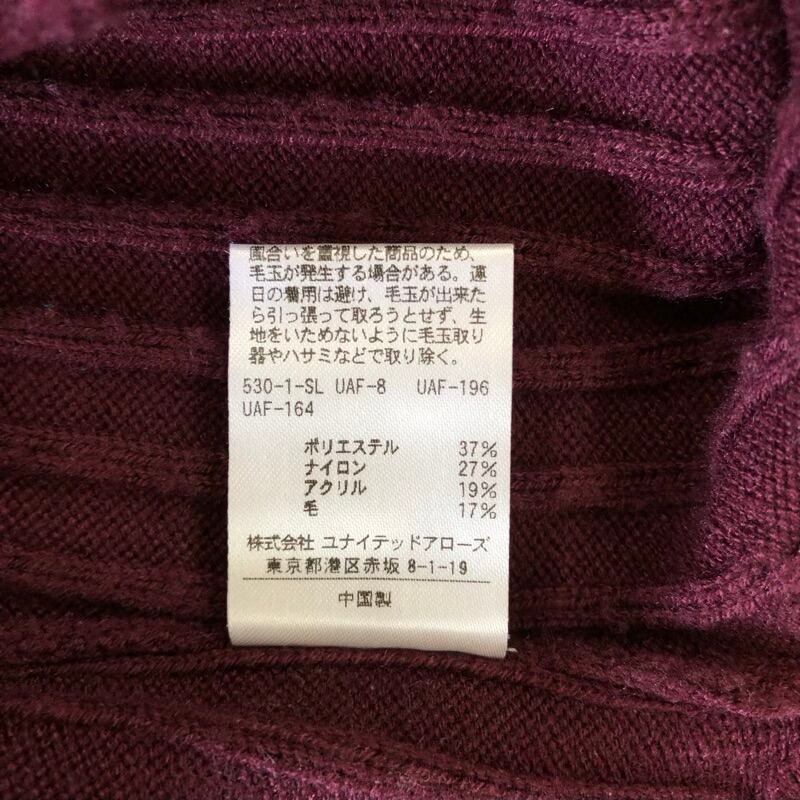 風合いを重視した商品のため、
毛玉が発生する場合がある。連
日の着用は避け、毛玉が出来た
ら引っ張って取ろうとせず、生
地をいためないように毛玉取り
器やハサミなどで取り除く。
530-1-SL UAF-8 UAF-196
UAF-164
ポリエステル 37%
ナイロン 27%
アクリル 19%
毛 17%
株式会社 ユナイテッドアローズ
東京都港区赤坂 8-1-19
中国製